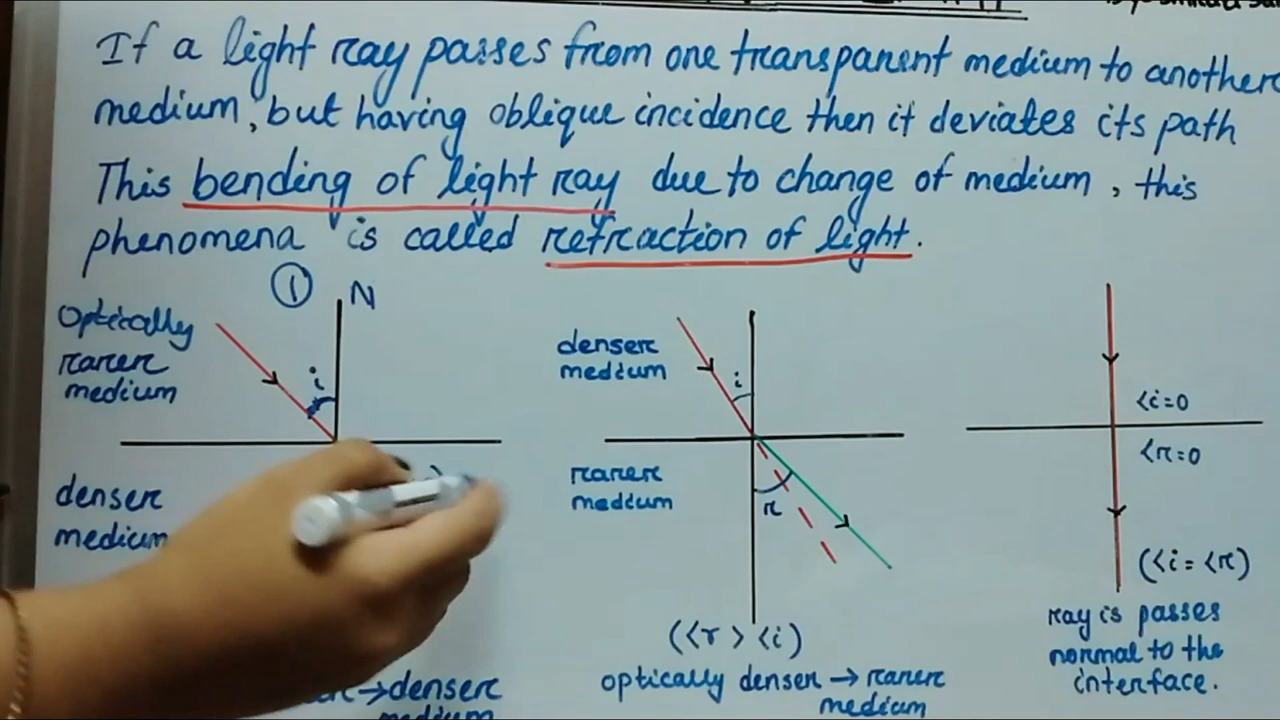 If a light ray passes from one transparent medium to another
medium, but having oblique incidence then it deviates its path
This bending of light ray due to change of medium, this
phenomena is called refraction of light.
① N
Optically
rarer
medium
i
denser
medium
→denser
medium
denser
medium
i
rarer
medium
r
(<r > <i)
optically denser → rarer
medium
<i=0
<r=0
(<i = <r)
ray is passes
normal to the
interface.